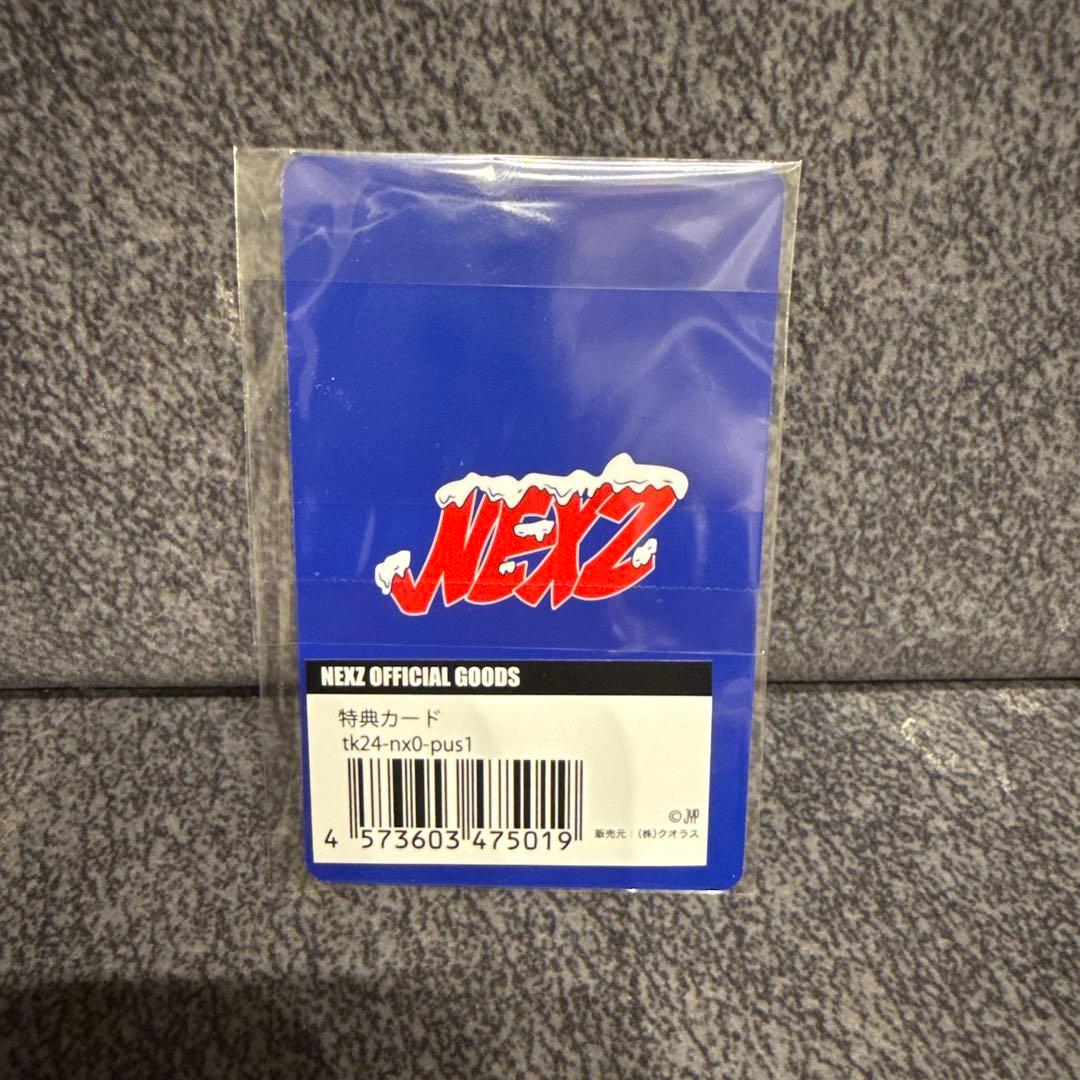 NEXZ
NEXZ OFFICIAL GOODS
特典カード
tk24-nx0-pus1
4 573603 475019
© JYP
販売元：(株)クオラス